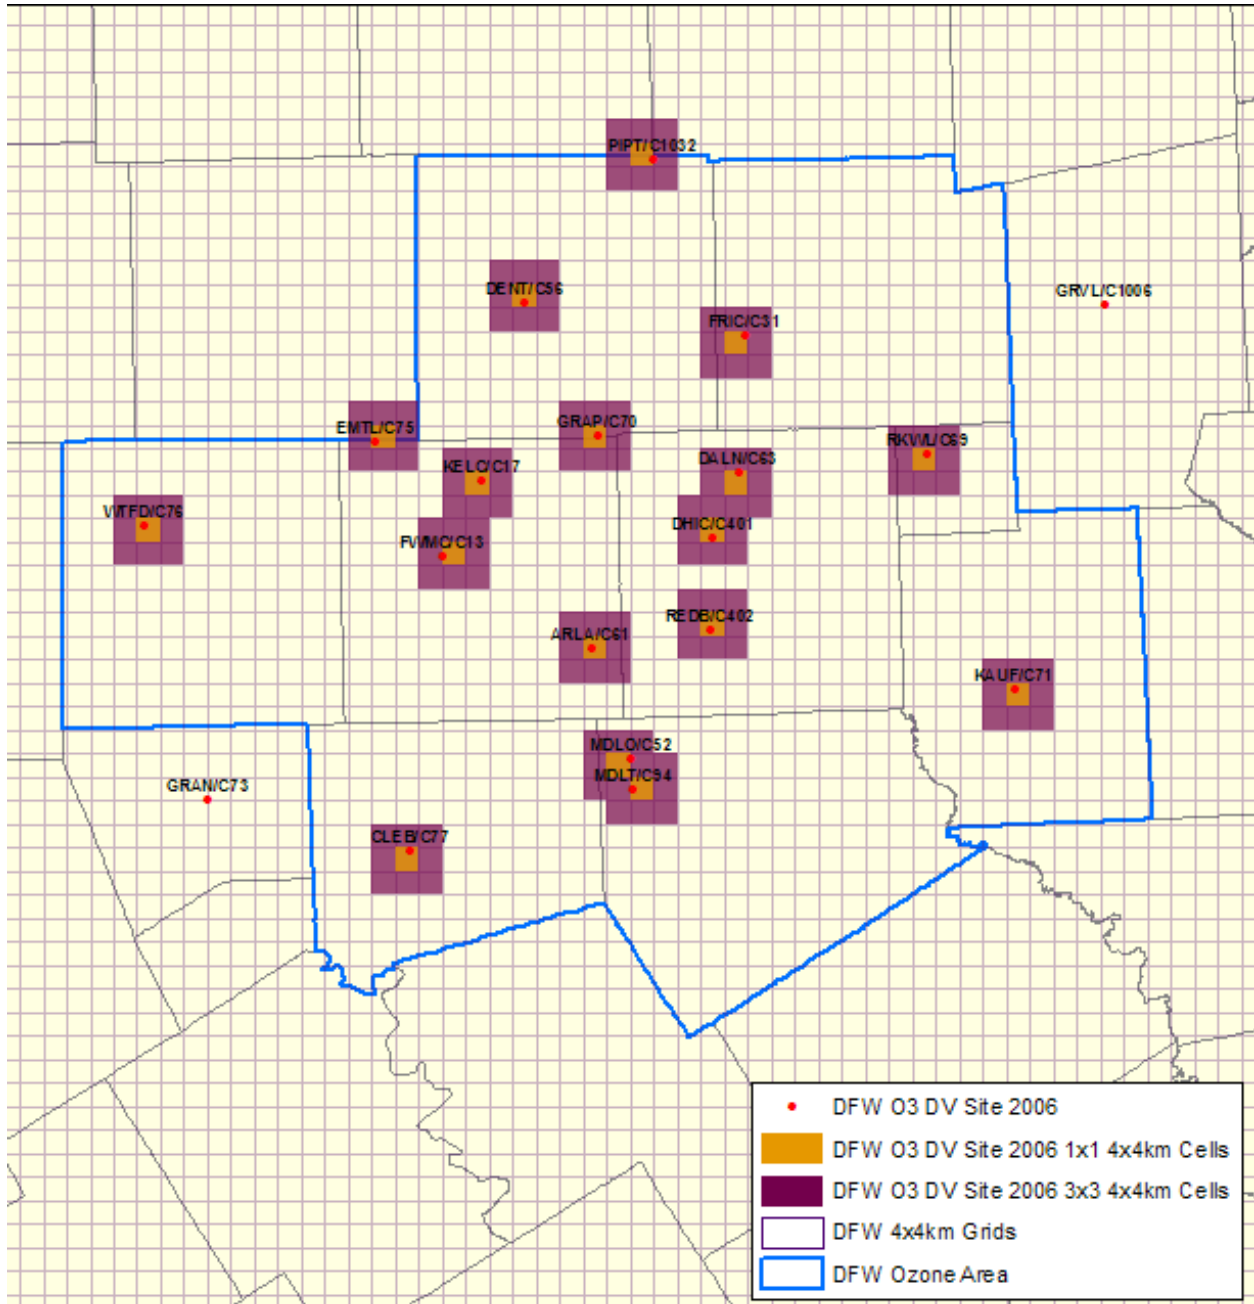 PIPT/C1032
DENT/C56
GRVL/C1006
FRIC/C31
EMTL/C75
GRAP/C70
RKWL/C69
KELC/C17
DALN/C63
WTFD/C76
DHIC/C401
FWMC/C13
REDB/C402
ARLA/C61
KAUF/C71
MDLO/C52
MDLT/C94
GRAN/C73
CLEB/C77
DFW O3 DV Site 2006
DFW O3 DV Site 2006 1x1 4x4km Cells
DFW O3 DV Site 2006 3x3 4x4km Cells
DFW 4x4km Grids
DFW Ozone Area